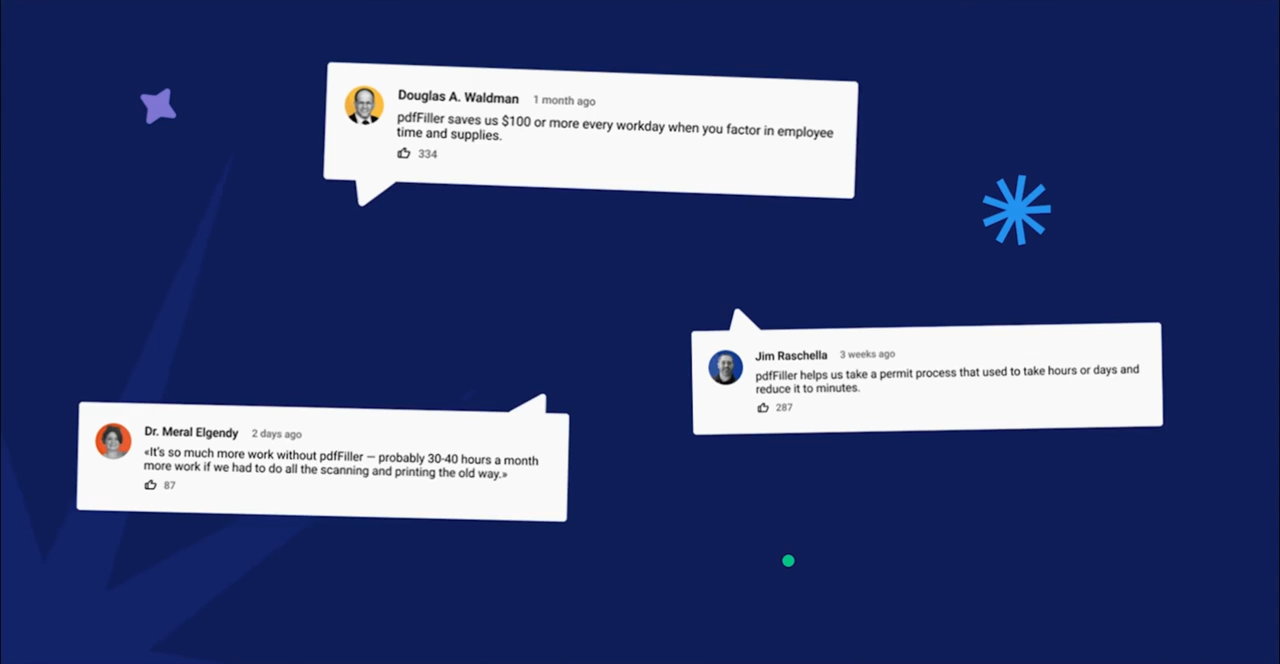 Douglas A. Waldman 1 month ago
pdfFiller saves us $100 or more every workday when you factor in employee
time and supplies.
334
Jim Raschella 3 weeks ago
pdfFiller helps us take a permit process that used to take hours or days and
reduce it to minutes.
287
Dr. Meral Elgendy 2 days ago
«It's so much more work without pdfFiller — probably 30-40 hours a month
more work if we had to do all the scanning and printing the old way.»
87